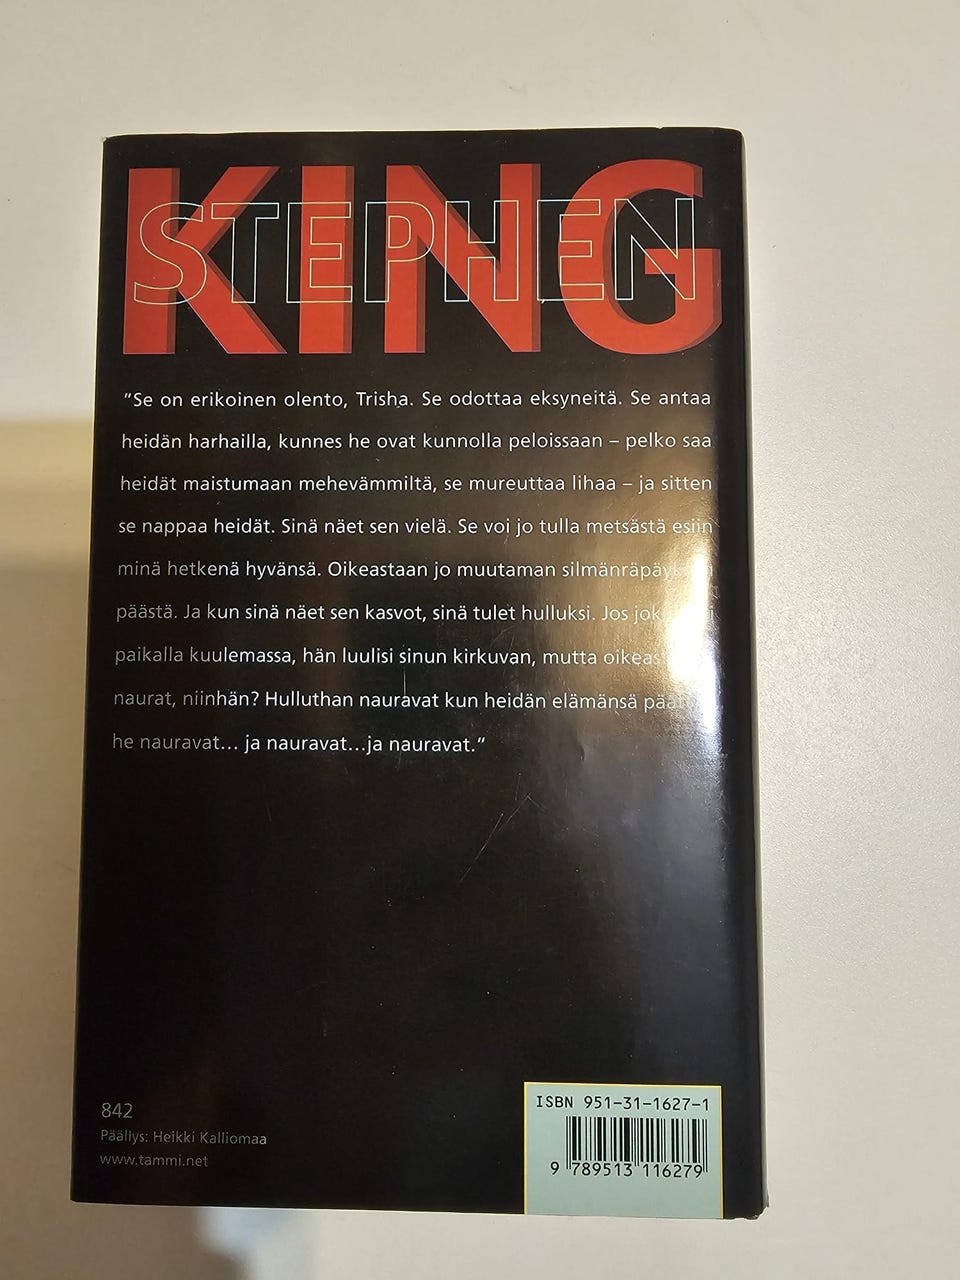 STEPHEN
KING
”Se on erikoinen olento, Trisha. Se odottaa eksyneitä. Se antaa
heidän harhailla, kunnes he ovat kunnolla peloissaan – pelko saa
heidät maistumaan mehevämmiltä, se mureuttaa lihaa – ja sitten
se nappaa heidät. Sinä näet sen vielä. Se voi jo tulla metsästä esiin
minä hetkenä hyvänsä. Oikeastaan jo muutaman
päästä. Ja kun sinä näet sen kasvot, sinä tulet hulluksi. Jos
paikalla kuulemassa, hän luulisi sinun kirkuvan, mutta
naurat, niinhän? Hulluthan nauravat kun heidän elämänsä
he nauravat... ja nauravat...ja nauravat.”
842
Päällys: Heikki Kalliomaa
www.tammi.net
ISBN 951-31-1627-1
9 789513 116279